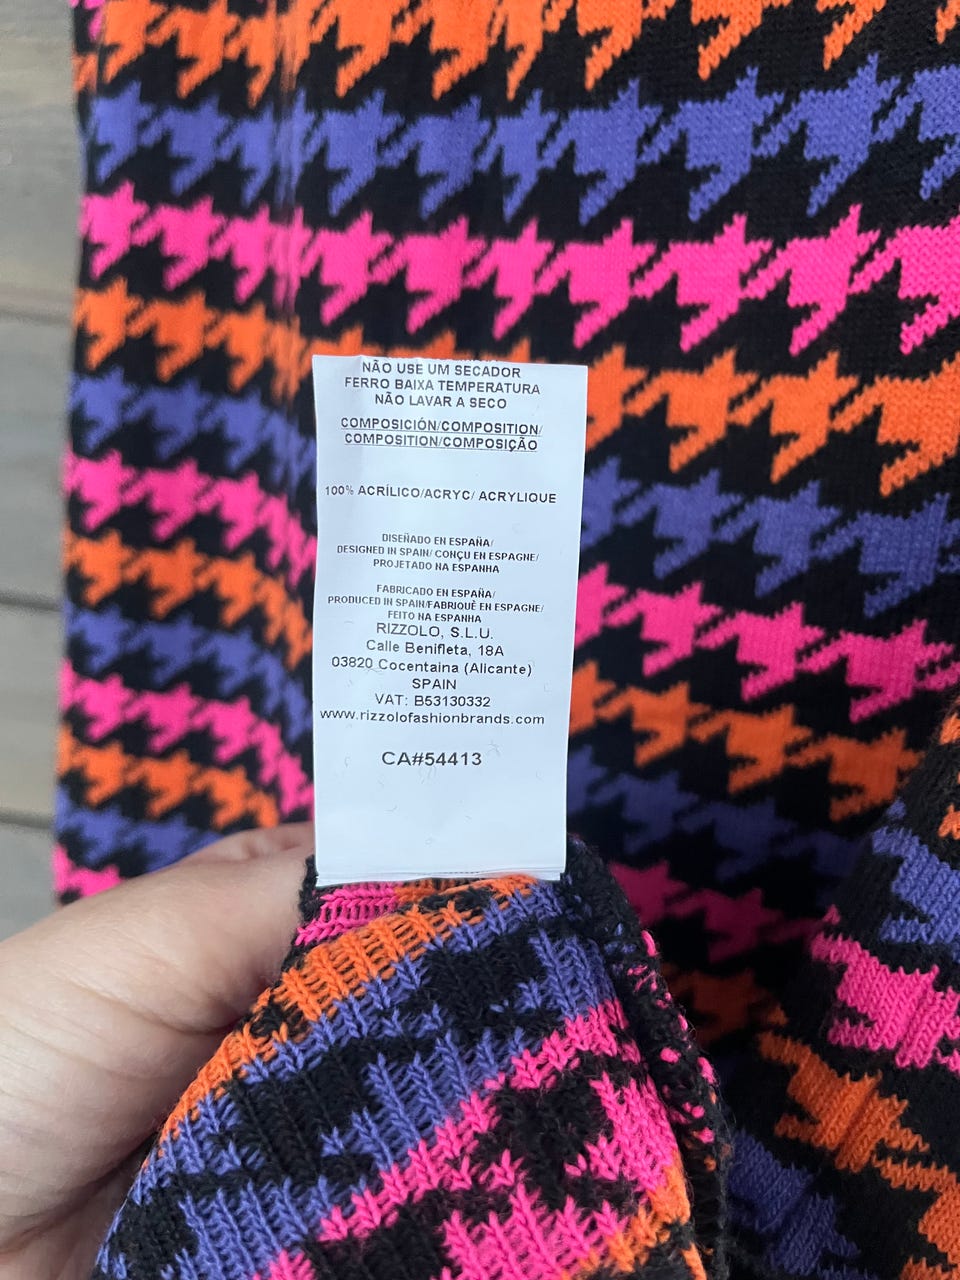 NÃO USE UM SECADOR
FERRO BAIXA TEMPERATURA
NÃO LAVAR A SECO
COMPOSICIÓN/COMPOSITION/
COMPOSITION/COMPOSIÇÃO
100% ACRÍLICO/ACRYC/ ACRYLIQUE
DISEÑADO EN ESPAÑA/
DESIGNED IN SPAIN/ CONÇU EN ESPAGNE/
PROJETADO NA ESPANHA
FABRICADO EN ESPAÑA/
PRODUCED IN SPAIN/FABRIQUÈ EN ESPAGNE/
FEITO NA ESPANHA
RIZZOLO, S.L.U.
Calle Benifleta, 18A
03820 Cocentaina (Alicante)
SPAIN
VAT: B53130332
www.rizzolofashionbrands.com
CA#54413